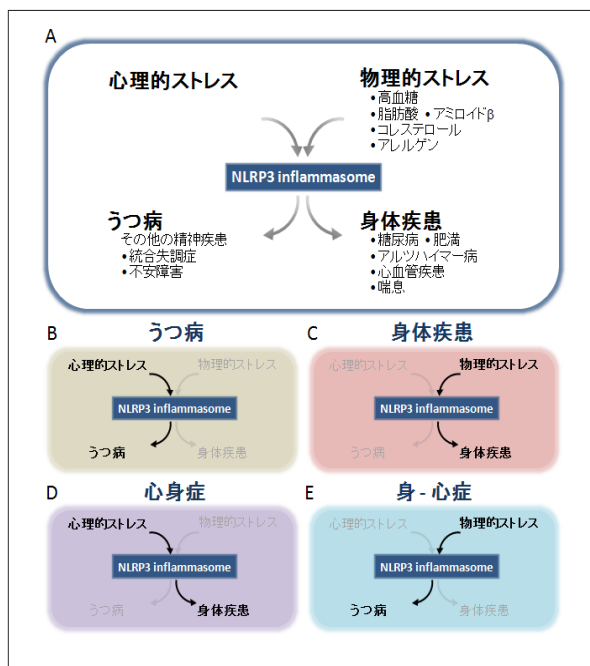 A
心理的ストレス
物理的ストレス
•高血糖
•脂肪酸 •アミロイドβ
•コレステロール
•アレルゲン
NLRP3 inflammasome
うつ病
その他の精神疾患
•統合失調症
•不安障害
身体疾患
•糖尿病 •肥満
•アルツハイマー病
•心血管疾患
•喘息
B
うつ病
心理的ストレス
物理的ストレス
NLRP3 inflammasome
うつ病
身体疾患
C
身体疾患
心理的ストレス
物理的ストレス
NLRP3 inflammasome
うつ病
身体疾患
D
心身症
心理的ストレス
物理的ストレス
NLRP3 inflammasome
うつ病
身体疾患
E
身-心症
心理的ストレス
物理的ストレス
NLRP3 inflammasome
うつ病
身体疾患